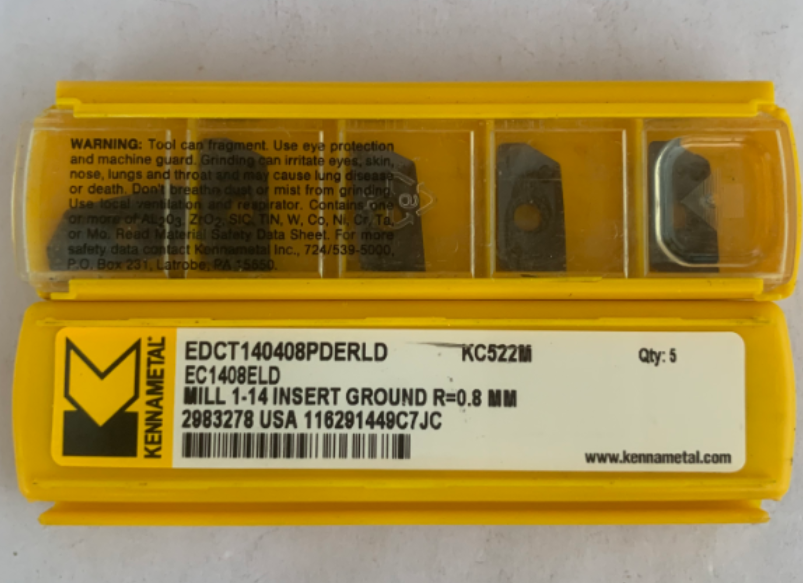 WARNING: Tool can fragment. Use eye protection
and machine guard. Grinding can irritate eyes, skin,
nose, lungs and throat and may cause lung disease
or death. Don't breathe dust or mist from grinding.
Use local ventilation and respirator. Contains one
or more of AL2O3, ZrO2, SIC, TiN, W, Co, Ni, Cr, Ta,
or Mo. Read Material Safety Data Sheet. For more
safety data contact Kennametal Inc., 724/539-5000,
P.O. Box 231, Latrobe, PA 15650.
KENNAMETAL
EDCT140408PDERLD KC522M Qty: 5
EC1408ELD
MILL 1-14 INSERT GROUND R=0.8 MM
2983278 USA 116291449C7JC
www.kennametal.com